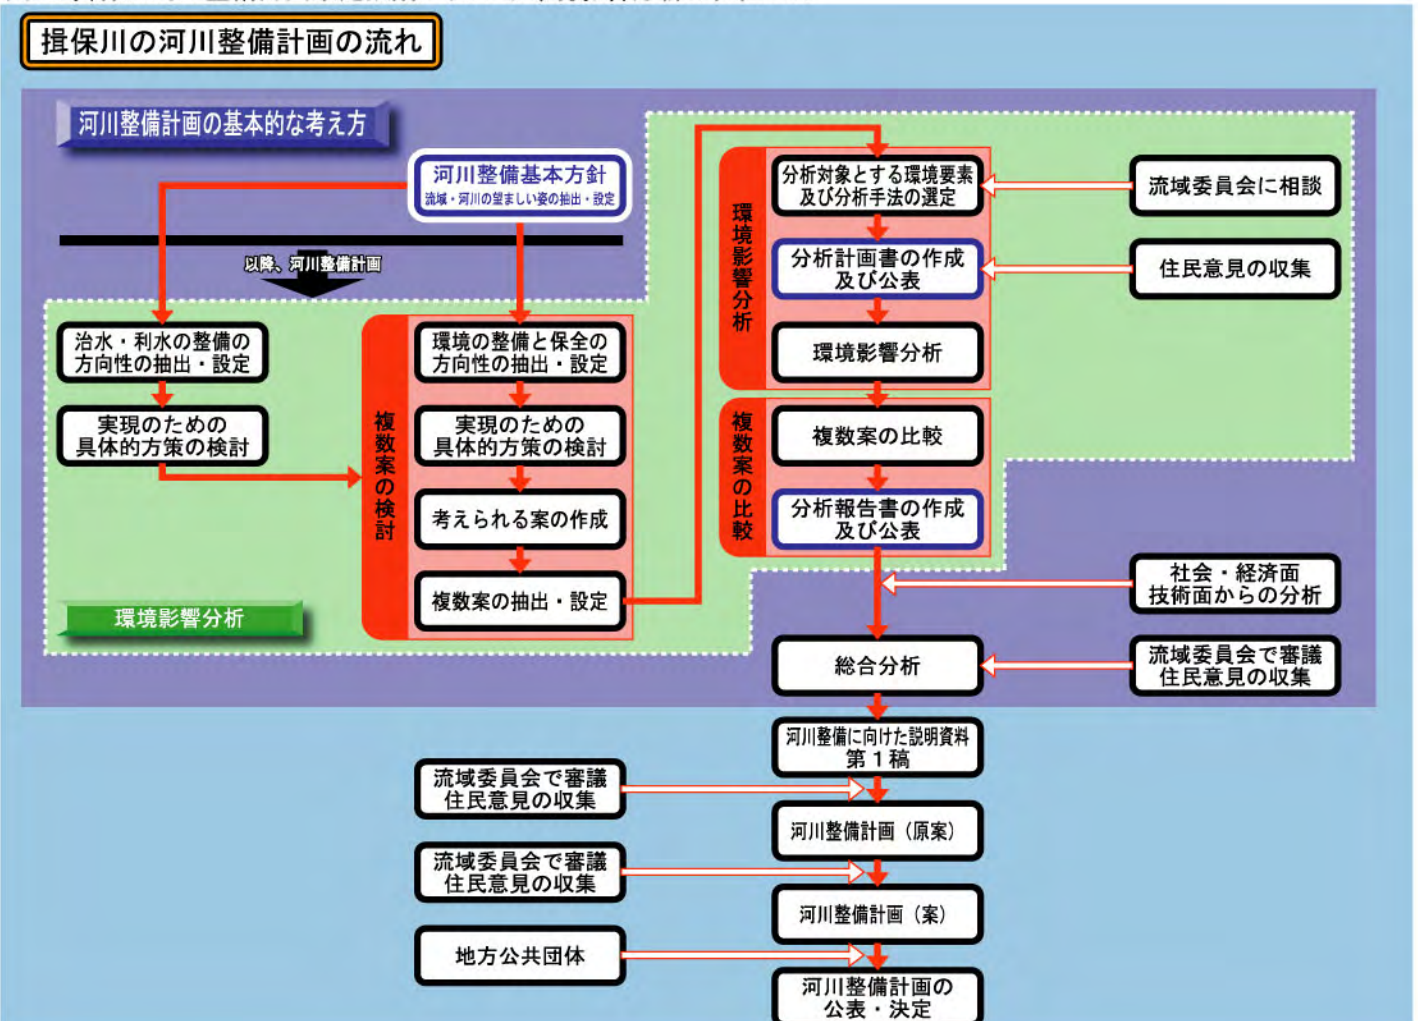 揖保川の河川整備計画の流れ
河川整備計画の基本的な考え方
河川整備基本方針
流域・河川の望ましい姿の抽出・設定
以降、河川整備計画
治水・利水の整備の
方向性の抽出・設定
実現のための
具体的方策の検討
複数案の検討
環境の整備と保全の
方向性の抽出・設定
実現のための
具体的方策の検討
考えられる案の作成
複数案の抽出・設定
環境影響分析
環境影響分析
分析対象とする環境要素
及び分析手法の選定
流域委員会に相談
分析計画書の作成
及び公表
住民意見の収集
環境影響分析
複数案の比較
複数案の比較
分析報告書の作成
及び公表
社会・経済面
技術面からの分析
総合分析
流域委員会で審議
住民意見の収集
河川整備に向けた説明資料
第1稿
流域委員会で審議
住民意見の収集
河川整備計画（原案）
流域委員会で審議
住民意見の収集
河川整備計画（案）
地方公共団体
河川整備計画の
公表・決定